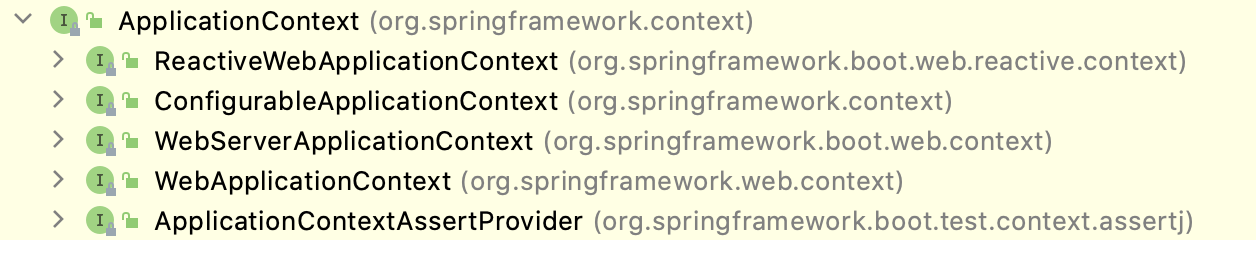 ApplicationContext (org.springframework.context)
ReactiveWebApplicationContext (org.springframework.boot.web.reactive.context)
ConfigurableApplicationContext (org.springframework.context)
WebServerApplicationContext (org.springframework.boot.web.context)
WebApplicationContext (org.springframework.web.context)
ApplicationContextAssertProvider (org.springframework.boot.test.context.assertj)